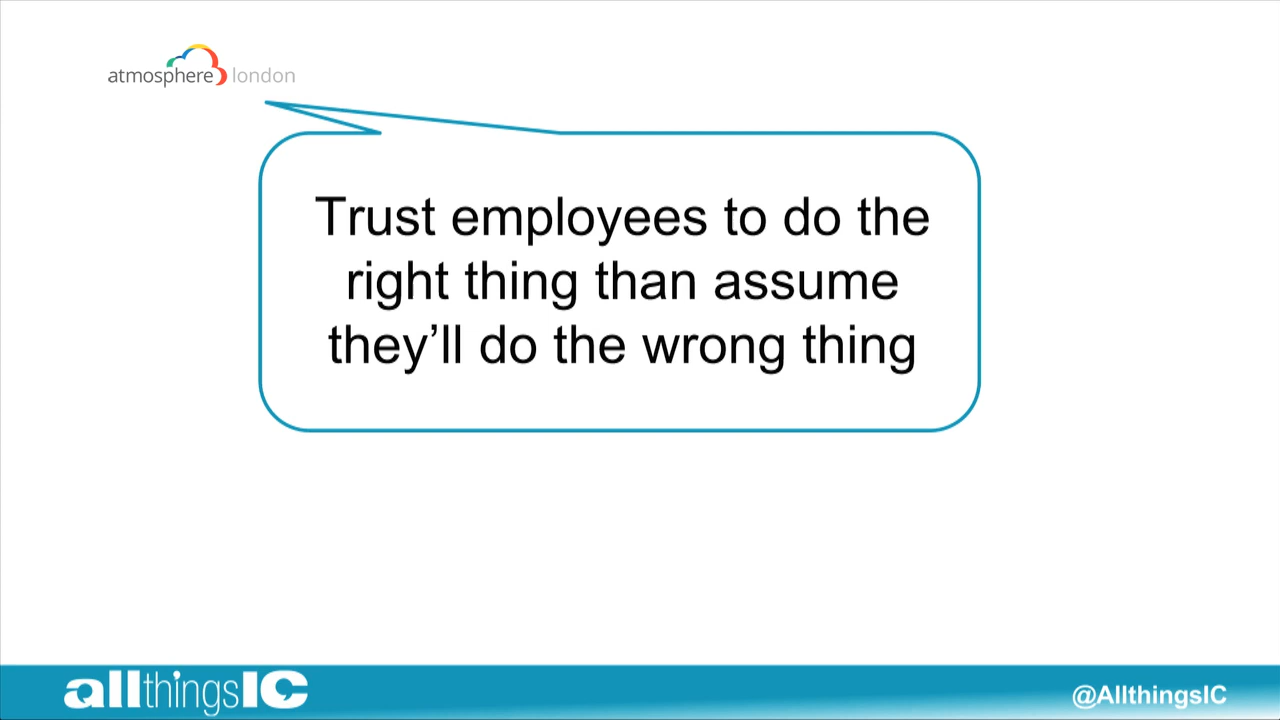 atmosphere london
Trust employees to do the
right thing than assume
they’ll do the wrong thing
allthingsIC
@AllthingsIC